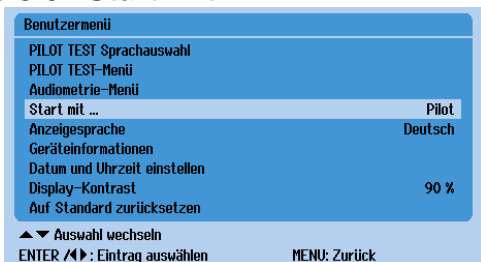 Benutzermenü
PILOT TEST Sprachauswahl
PILOT TEST-Menü
Audiometrie-Menü
Start mit ... Pilot
Anzeigesprache Deutsch
Geräteinformationen
Datum und Uhrzeit einstellen
Display-Kontrast 90 %
Auf Standard zurücksetzen
▲▼ Auswahl wechseln
ENTER /◀▶: Eintrag auswählen MENU: Zurück